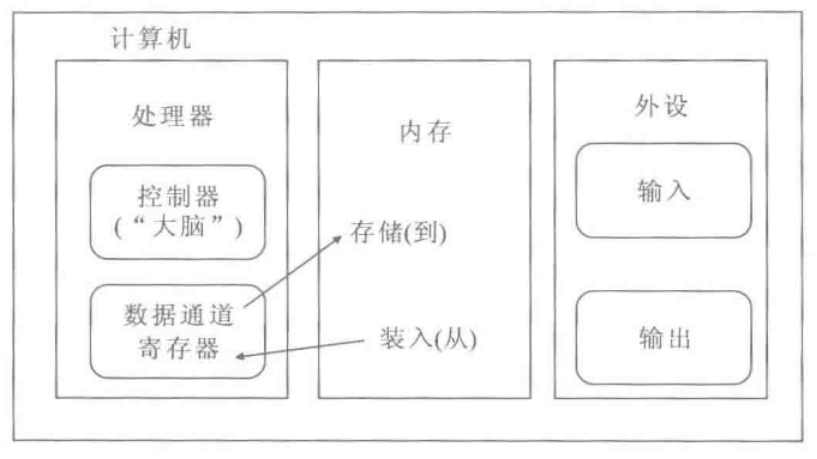 计算机
处理器
控制器
(“大脑”)
数据通道
寄存器
内存
存储(到)
装入(从)
外设
输入
输出